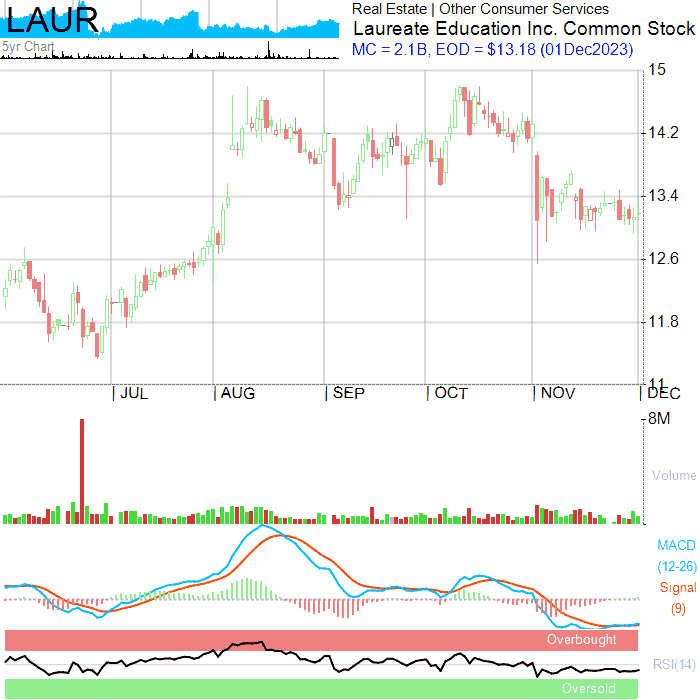 LAUR
Real Estate | Other Consumer Services
Laureate Education Inc. Common Stock
MC = 2.1B, EOD = $13.18 (01Dec2023)
5yr Chart
15
14.2
13.4
12.6
11.8
11
JUL AUG SEP OCT NOV DEC
8M
Volume
MACD
(12-26)
Signal
(9)
Overbought
RSI(14)
Oversold